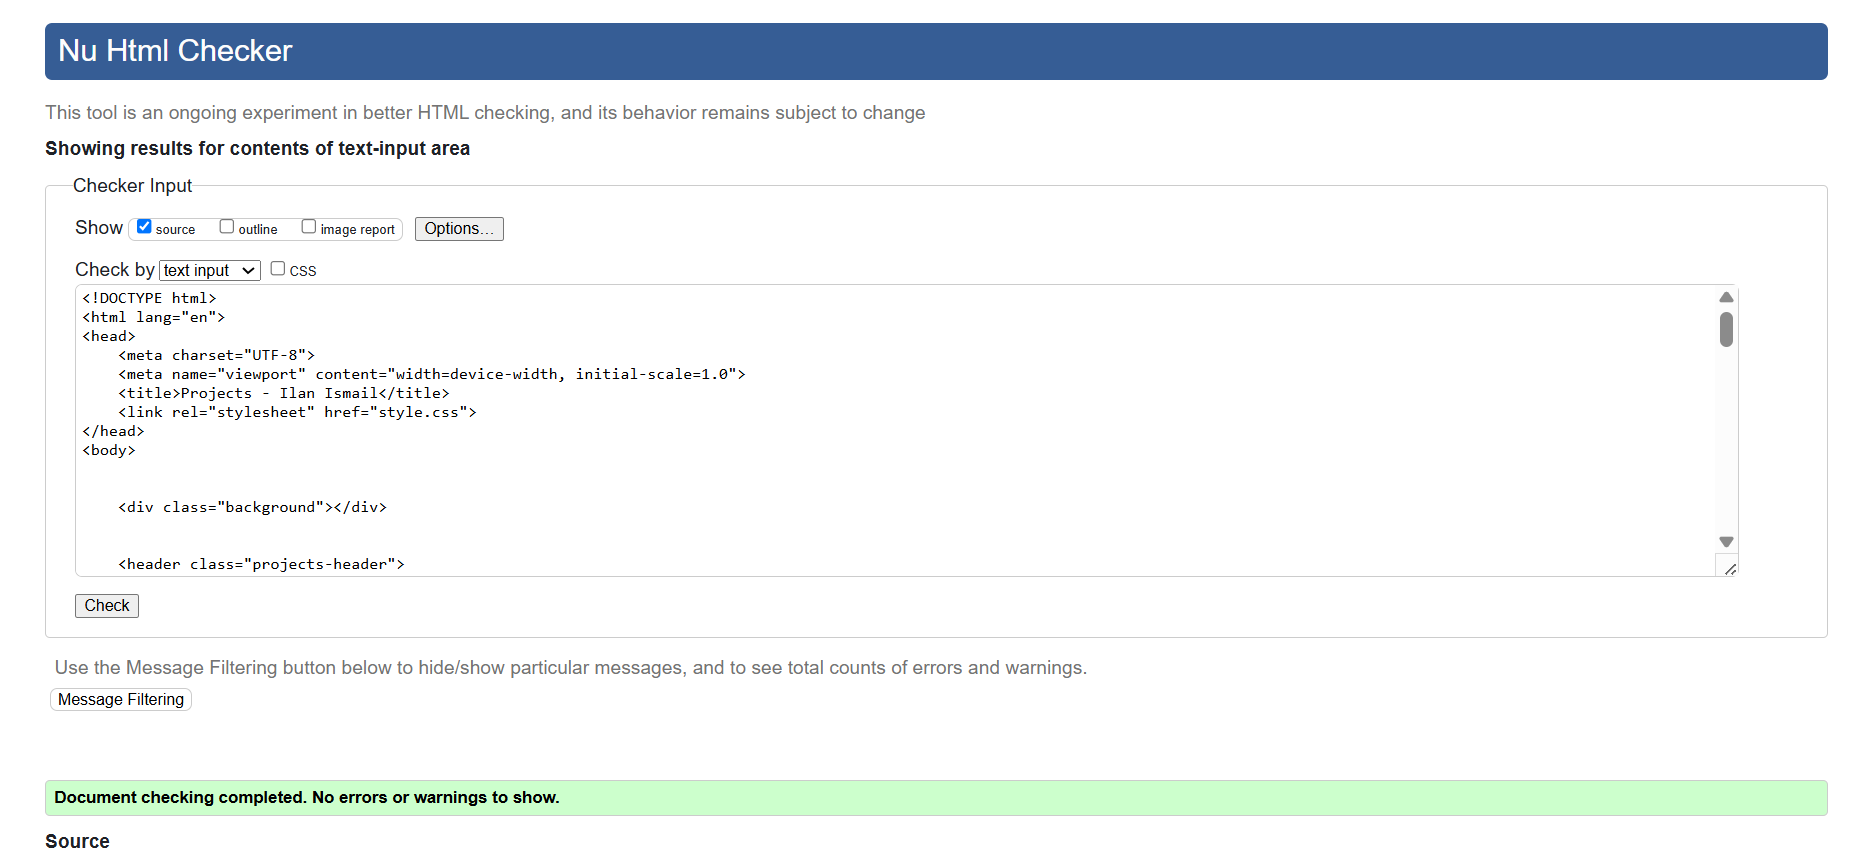 Nu Html Checker
This tool is an ongoing experiment in better HTML checking, and its behavior remains subject to change
Showing results for contents of text-input area
Checker Input
Show source outline image report Options...
Check by text input CSS
<!DOCTYPE html>
<html lang="en">
<head>
    <meta charset="UTF-8">
    <meta name="viewport" content="width=device-width, initial-scale=1.0">
    <title>Projects - Ilan Ismail</title>
    <link rel="stylesheet" href="style.css">
</head>
<body>
    <div class="background"></div>
    <header class="projects-header">
Check
Use the Message Filtering button below to hide/show particular messages, and to see total counts of errors and warnings.
Message Filtering
Document checking completed. No errors or warnings to show.
Source